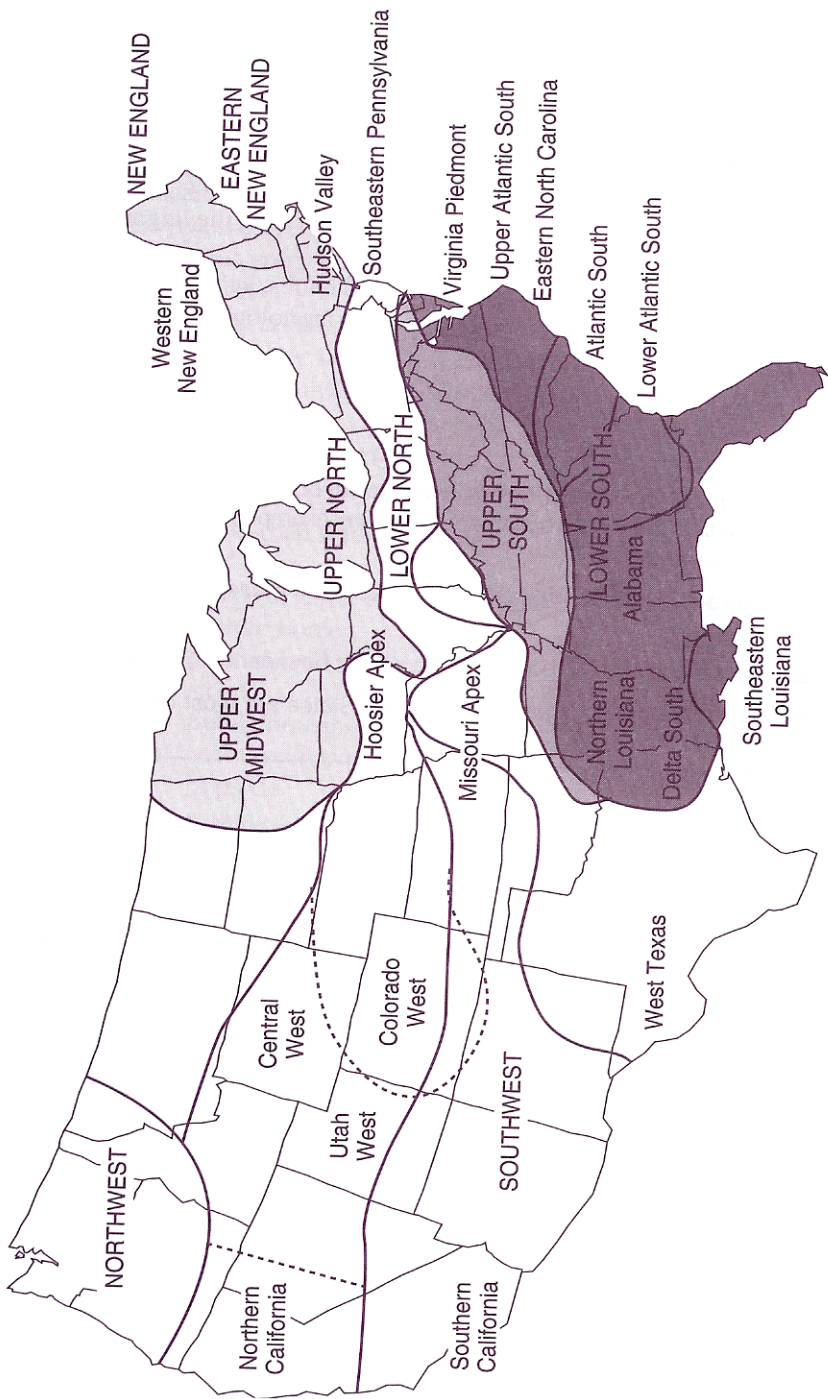 NEW ENGLAND
EASTERN
NEW ENGLAND
Western
New England
Hudson Valley
Southeastern Pennsylvania
UPPER NORTH
UPPER
MIDWEST
LOWER NORTH
Hoosier Apex
Virginia Piedmont
Upper Atlantic South
Eastern North Carolina
Atlantic South
Lower Atlantic South
UPPER
SOUTH
LOWER SOUTH
Alabama
Missouri Apex
Northern
Louisiana
Delta South
Southeastern
Louisiana
NORTHWEST
Central
West
Colorado
West
Utah
West
Northern
California
Southern
California
SOUTHWEST
West Texas